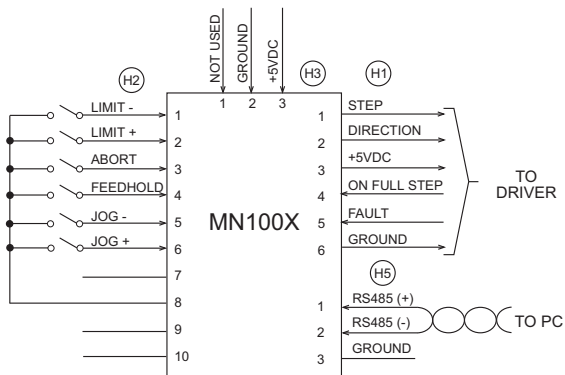 NOT USED
GROUND
+5VDC
H2
H3
H1
1 2 3
LIMIT - 1
LIMIT + 2
ABORT 3
FEEDHOLD 4
JOG - 5
JOG + 6
7
8
9
10
MN100X
1 STEP
2 DIRECTION
3 +5VDC
4 ON FULL STEP
5 FAULT
6 GROUND
TO
DRIVER
H5
1 RS485 (+)
2 RS485 (-)
3 GROUND
TO PC